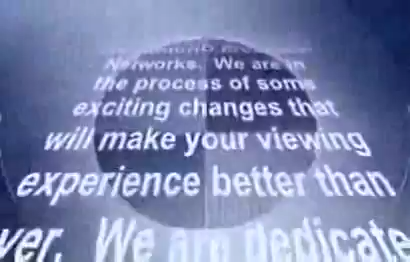 Networks. We are in
the process of some
exciting changes that
will make your viewing
experience better than
ver. We are dedicate